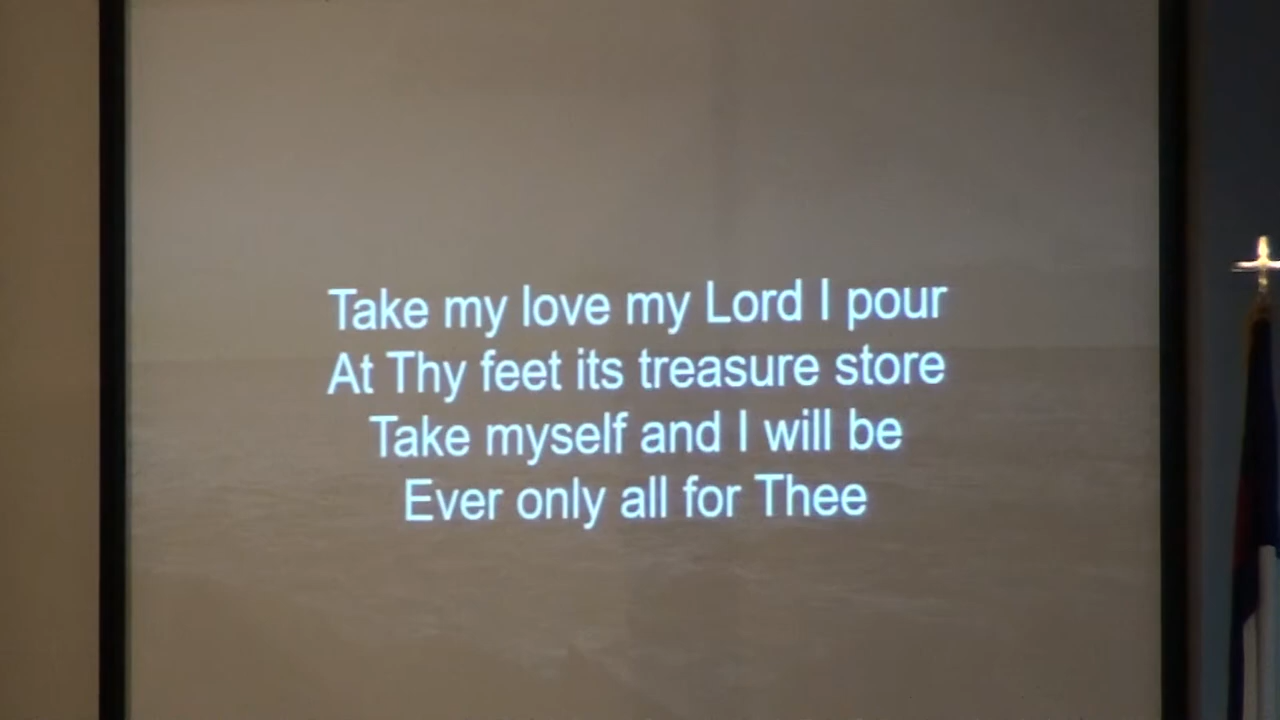 Take my love my Lord I pour
At Thy feet its treasure store
Take myself and I will be
Ever only all for Thee